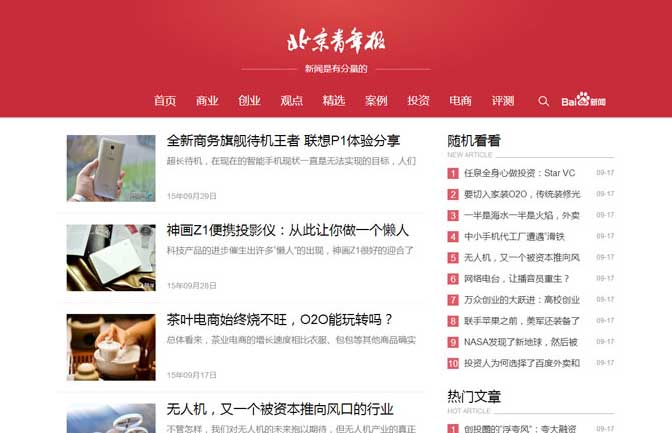 北京青年报
新闻是有分量的
首页 商业 创业 观点 精选 案例 投资 电商 评测 Bai 新闻
全新商务旗舰待机王者 联想P1体验分享
超长待机，在现在的智能手机现状一直是无法实现的目标，人们
15年09月29日
神画Z1便携投影仪：从此让你做一个懒人
科技产品的进步催生出许多"懒人"的出现，神画Z1很好的迎合了
15年09月28日
茶叶电商始终烧不旺，O2O能玩转吗？
总体看来，茶业电商的增长速度相比衣服、包包等其他商品确实
15年09月17日
无人机，又一个被资本推向风口的行业
不管怎样，我们对无人机的未来抱以期待，但无人机产业的真正
随机看看
NEW ARTICLE
1 任泉全身心做投资：Star VC 09-17
2 要切入家装O2O，传统装修光 09-17
3 一半是海水一半是火焰，外卖 09-17
4 中小手机代工厂遭遇"滑铁 09-17
5 无人机，又一个被资本推向风 09-17
6 网络电台，让播音员重生？ 09-17
7 万众创业的大跃进：高校创业 09-17
8 联手苹果之前，美军还装备了 09-17
9 NASA发现了新地球，然后被 09-17
10 投资人为何选择了百度外卖和 09-17
热门文章
HOT ARTICLE
1 创投圈的"浮夸风"：夸大融资 09-17